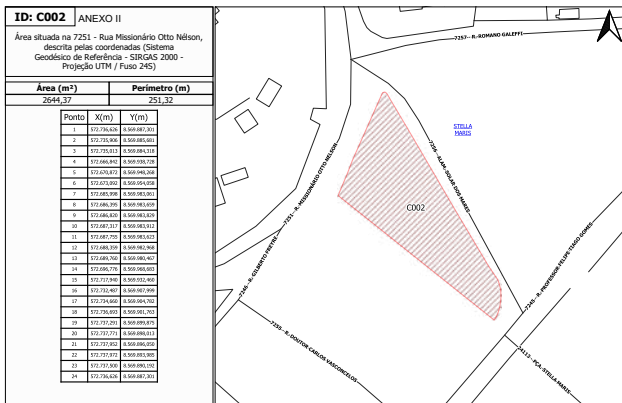 ID: C002 ANEXO II
Área situada na 7251 - Rua Missionário Otto Nélson,
descrita pelas coordenadas (Sistema
Geodésico de Referência - SIRGAS 2000 -
Projeção UTM / Fuso 24S)
Área (m²) Perímetro (m)
2644,37 251,32
Ponto X(m) Y(m)
1 572.736,626 8.569.887,301
2 572.735,906 8.569.885,681
3 572.735,013 8.569.884,318
4 572.666,842 8.569.938,728
5 572.670,872 8.569.948,268
6 572.673,092 8.569.954,058
7 572.685,998 8.569.983,061
8 572.686,395 8.569.983,659
9 572.686,820 8.569.983,829
10 572.687,317 8.569.983,912
11 572.687,755 8.569.983,623
12 572.688,359 8.569.982,968
13 572.689,760 8.569.980,467
14 572.696,776 8.569.968,683
15 572.717,940 8.569.932,460
16 572.732,487 8.569.907,999
17 572.734,660 8.569.904,782
18 572.736,693 8.569.901,763
19 572.737,291 8.569.899,875
20 572.737,771 8.569.898,013
21 572.737,952 8.569.896,050
22 572.737,972 8.569.893,985
23 572.737,500 8.569.890,192
24 572.736,626 8.569.887,301
7257 - R. ROMANO GALEFFI
STELLA
MARIS
7251 - R. MISSIONÁRIO OTTO NELSON
7256 - ALAM. SOLAR DOS MARES
C002
7246 - R. GILBERTO FREYRE
7245 - R. PROFESSOR FELIPE TIAGO GOMES
7255 - R. DOUTOR CARLOS VASCONCELOS
24113 - PÇA. STELLA MARIS